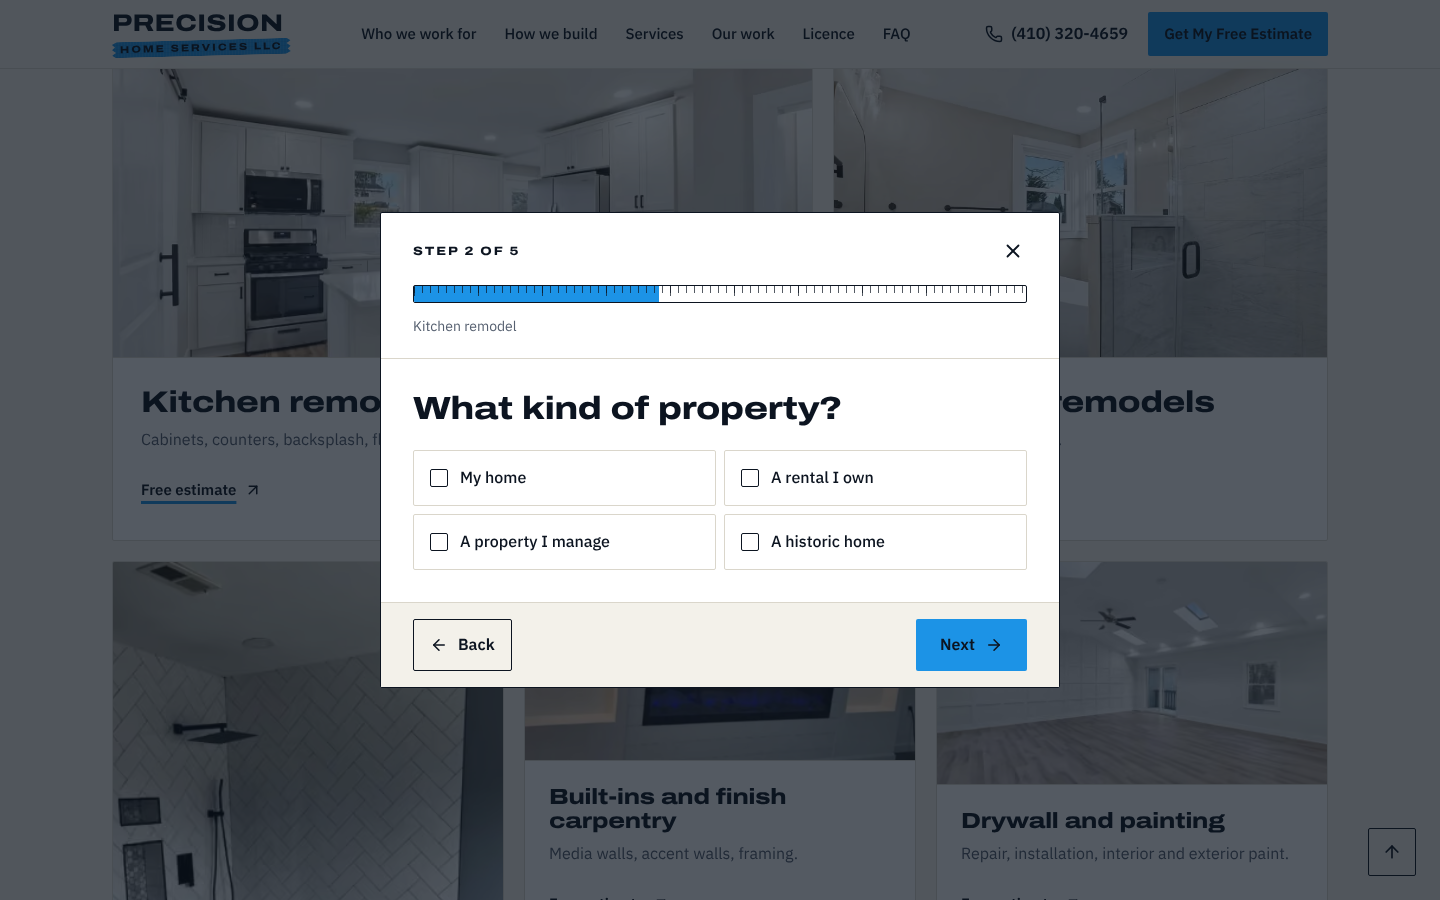 PRECISION
HOME SERVICES LLC
Who we work for
How we build
Services
Our work
Licence
FAQ
(410) 320-4659
Get My Free Estimate
STEP 2 OF 5
Kitchen remodel
What kind of property?
My home
A rental I own
A property I manage
A historic home
Back
Next
Kitchen remo
Cabinets, counters, backsplash, fl
Free estimate
emodels
Built-ins and finish
carpentry
Media walls, accent walls, framing.
Drywall and painting
Repair, installation, interior and exterior paint.